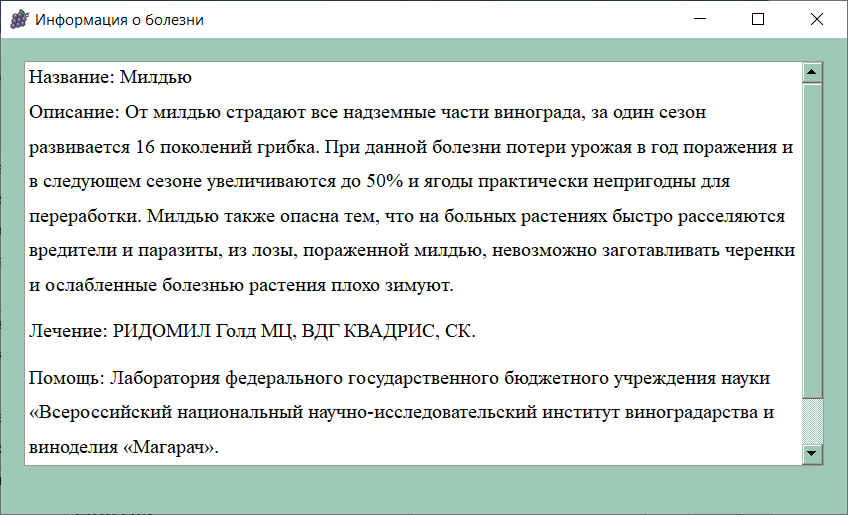 Информация о болезни
Название: Милдью
Описание: От милдью страдают все надземные части винограда, за один сезон
развивается 16 поколений грибка. При данной болезни потери урожая в год поражения и
в следующем сезоне увеличиваются до 50% и ягоды практически непригодны для
переработки. Милдью также опасна тем, что на больных растениях быстро расселяются
вредители и паразиты, из лозы, пораженной милдью, невозможно заготавливать черенки
и ослабленные болезнью растения плохо зимуют.
Лечение: РИДОМИЛ Голд МЦ, ВДГ КВАДРИС, СК.
Помощь: Лаборатория федерального государственного бюджетного учреждения науки
«Всероссийский национальный научно-исследовательский институт виноградарства и
виноделия «Магарач».